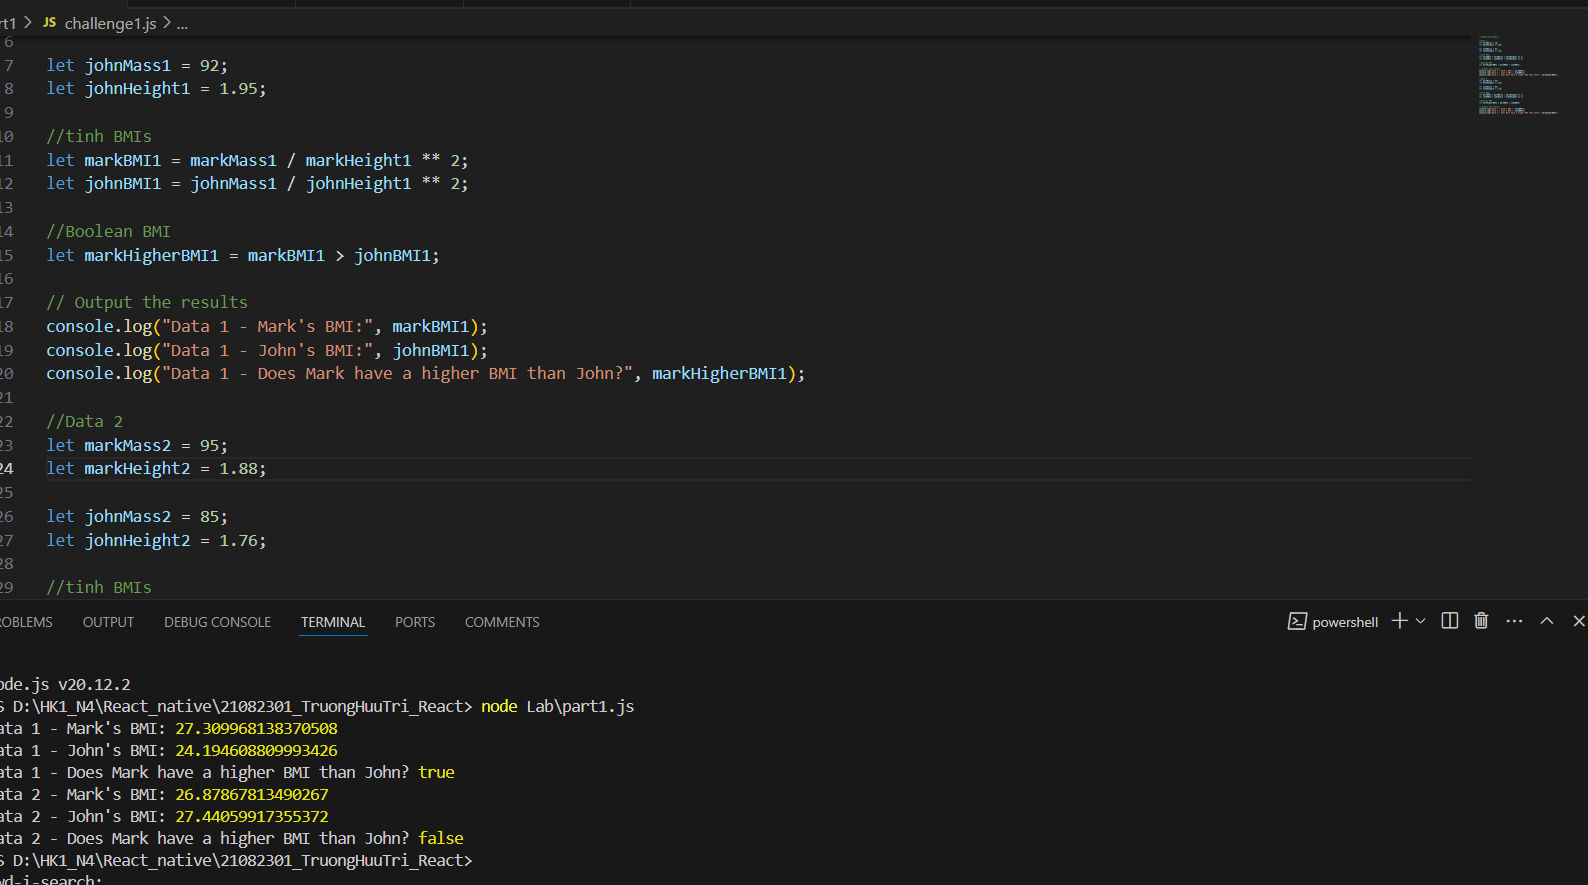 rt1 > JS challenge1.js > ...
6
7 let johnMass1 = 92;
8 let johnHeight1 = 1.95;
9
10 //tinh BMIs
11 let markBMI1 = markMass1 / markHeight1 ** 2;
12 let johnBMI1 = johnMass1 / johnHeight1 ** 2;
13
14 //Boolean BMI
15 let markHigherBMI1 = markBMI1 > johnBMI1;
16
17 // Output the results
18 console.log("Data 1 - Mark's BMI:", markBMI1);
19 console.log("Data 1 - John's BMI:", johnBMI1);
20 console.log("Data 1 - Does Mark have a higher BMI than John?", markHigherBMI1);
21
22 //Data 2
23 let markMass2 = 95;
24 let markHeight2 = 1.88;
25
26 let johnMass2 = 85;
27 let johnHeight2 = 1.76;
28
29 //tinh BMIs
ROBLEMS OUTPUT DEBUG CONSOLE TERMINAL PORTS COMMENTS powershell
ode.js v20.12.2
S D:\HK1_N4\React_native\21082301_TruongHuuTri_React> node Lab\part1.js
ata 1 - Mark's BMI: 27.309968138370508
ata 1 - John's BMI: 24.194608809993426
ata 1 - Does Mark have a higher BMI than John? true
ata 2 - Mark's BMI: 26.87867813490267
ata 2 - John's BMI: 27.44059917355372
ata 2 - Does Mark have a higher BMI than John? false
S D:\HK1_N4\React_native\21082301_TruongHuuTri_React>
wd-i-search: